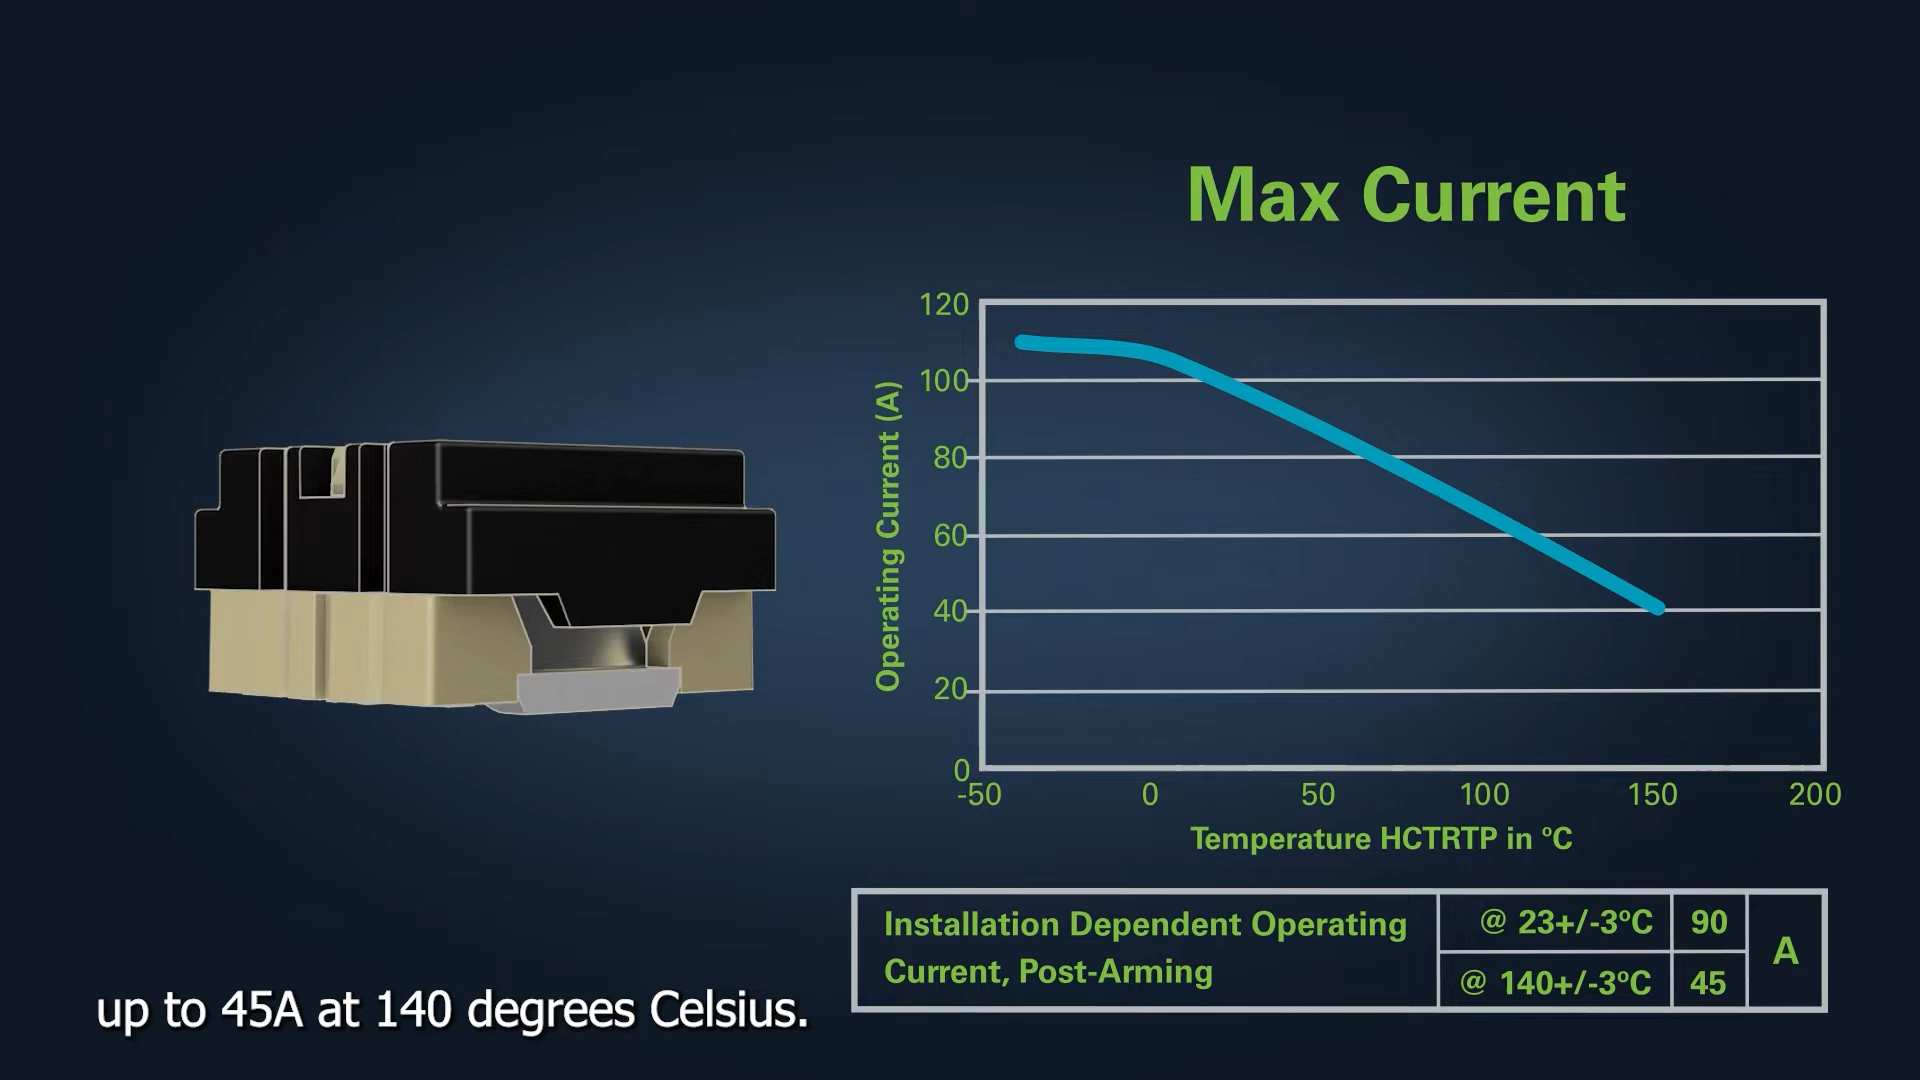 Max Current
120
100
80
60
40
20
0
Operating Current (A)
-50 0 50 100 150 200
Temperature HCTRTP in ºC
Installation Dependent Operating
Current, Post-Arming
@ 23+/-3ºC 90
@ 140+/-3ºC 45
A
up to 45A at 140 degrees Celsius.